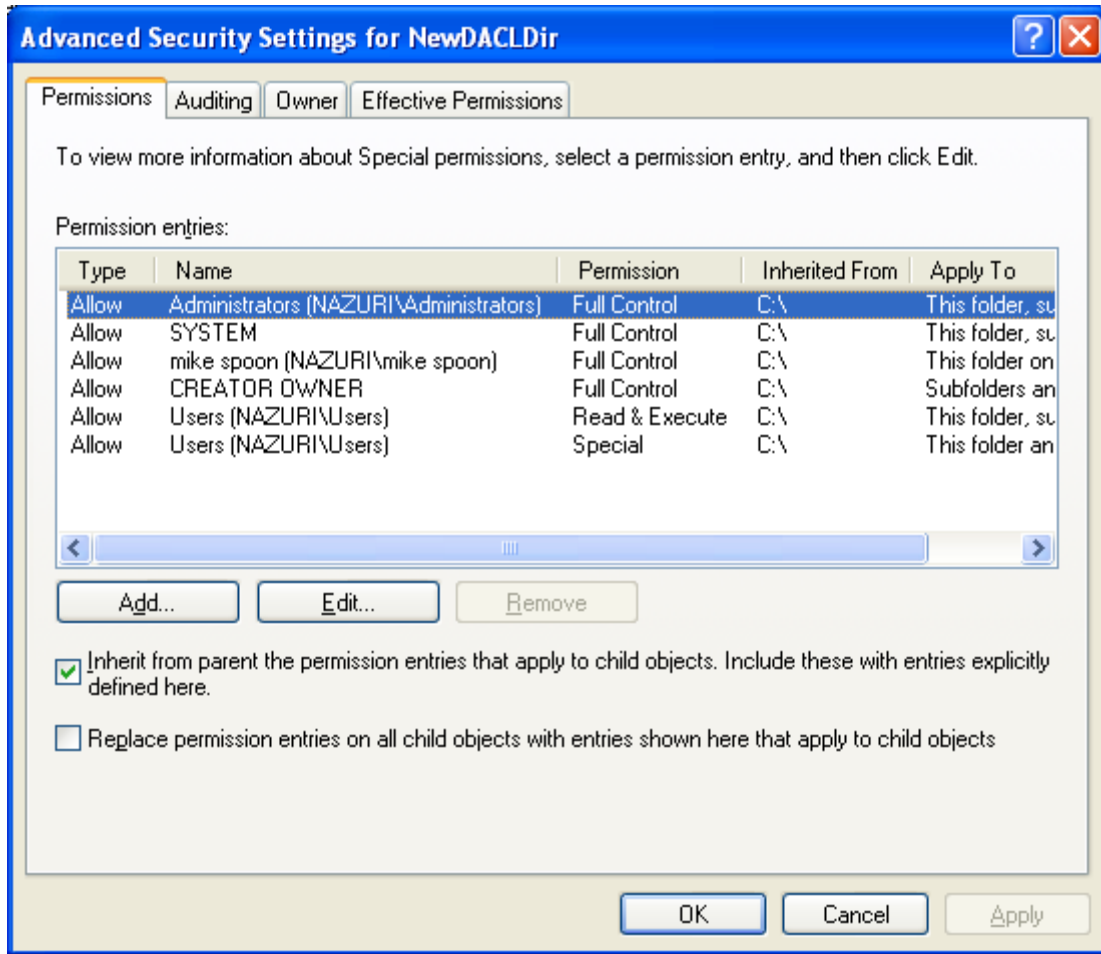 Advanced Security Settings for NewDACLDir
Permissions Auditing Owner Effective Permissions
To view more information about Special permissions, select a permission entry, and then click Edit.
Permission entries:
Type Name Permission Inherited From Apply To
Allow Administrators (NAZURI\Administrators) Full Control C:\ This folder, su
Allow SYSTEM Full Control C:\ This folder, su
Allow mike spoon (NAZURI\mike spoon) Full Control C:\ This folder on
Allow CREATOR OWNER Full Control C:\ Subfolders an
Allow Users (NAZURI\Users) Read & Execute C:\ This folder, su
Allow Users (NAZURI\Users) Special C:\ This folder an
Add... Edit... Remove
Inherit from parent the permission entries that apply to child objects. Include these with entries explicitly
defined here.
Replace permission entries on all child objects with entries shown here that apply to child objects
OK Cancel Apply